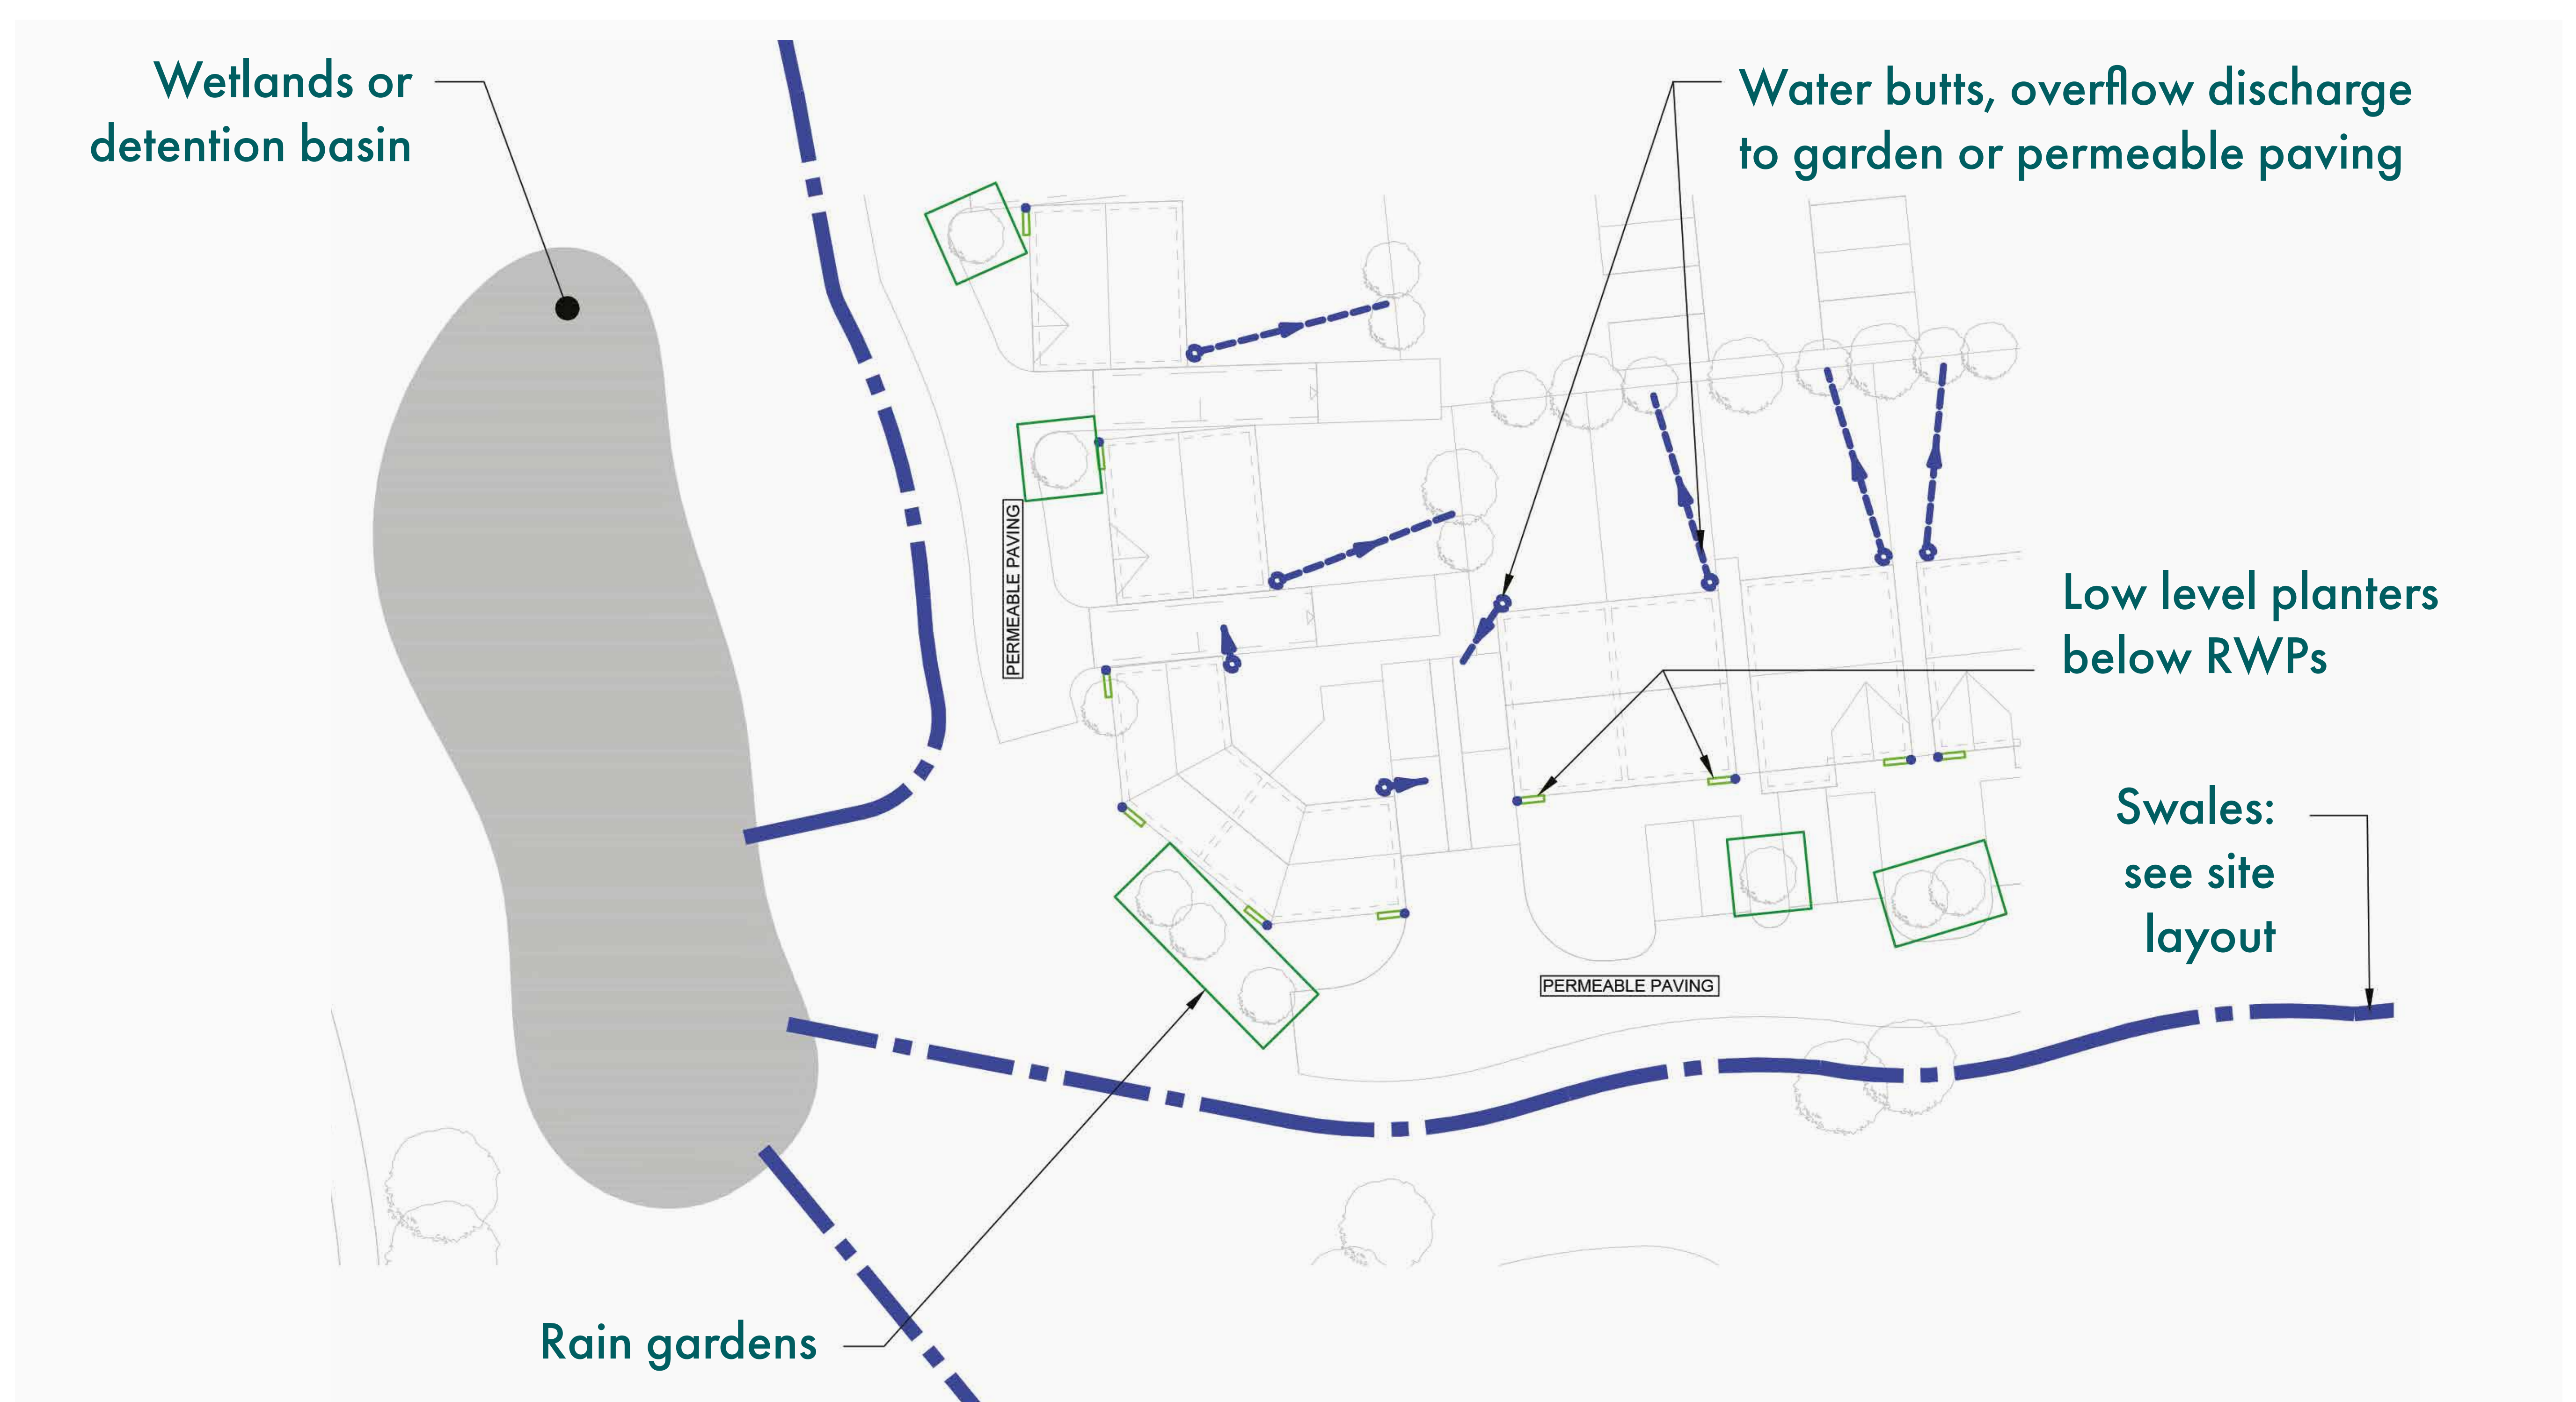 Wetlands or
detention basin
Water butts, overflow discharge
to garden or permeable paving
PERMEABLE PAVING
Low level planters
below RWPs
Swales:
see site
layout
PERMEABLE PAVING
Rain gardens